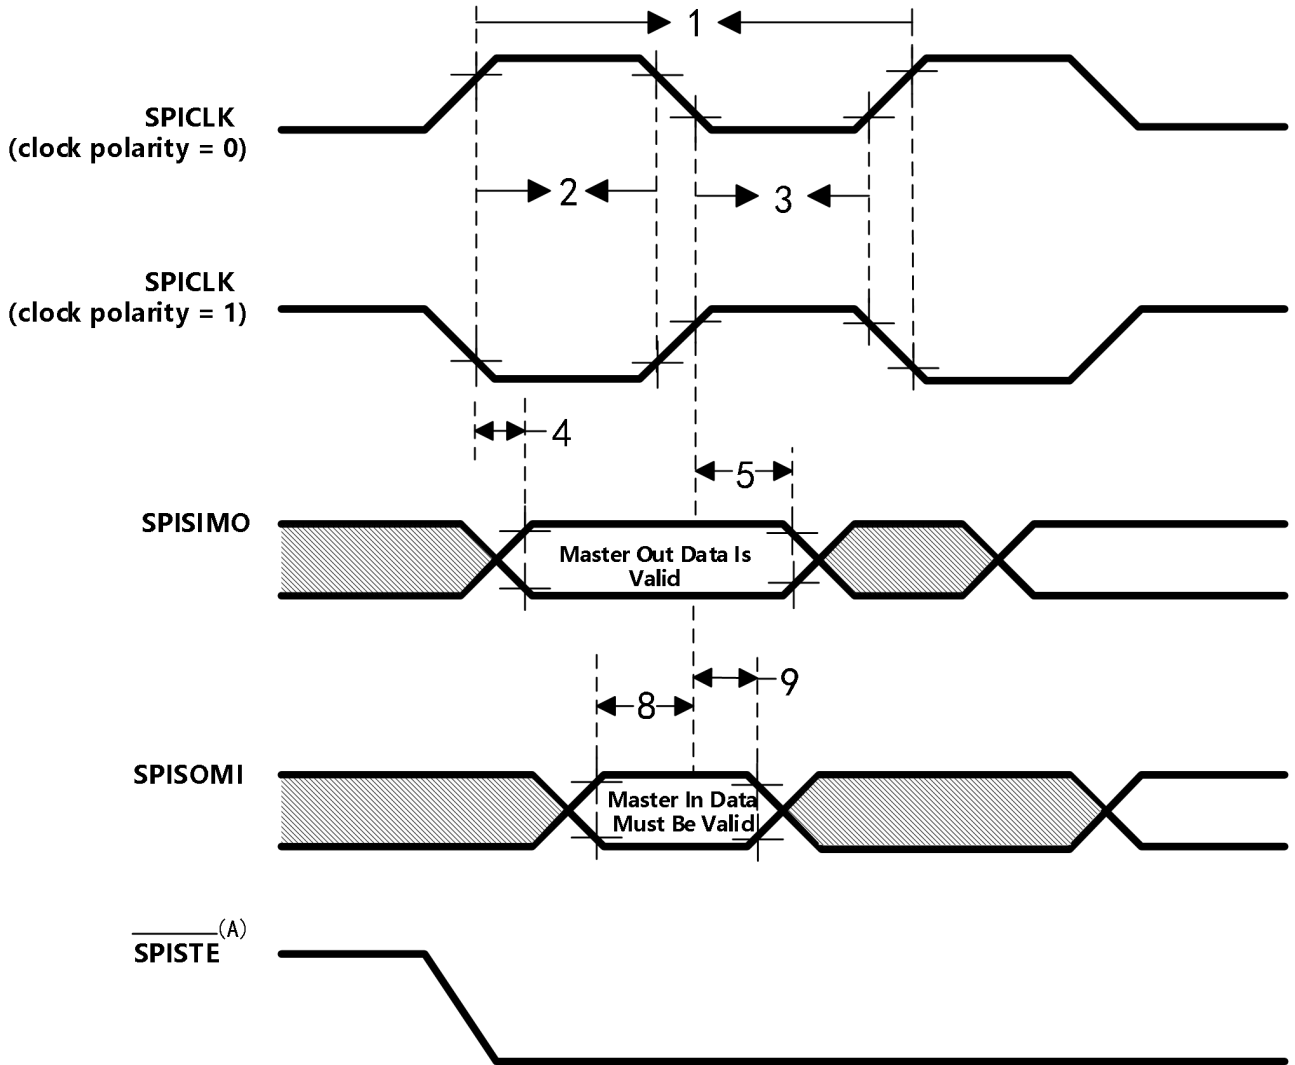 1
SPICLK
(clock polarity = 0)
2
3
SPICLK
(clock polarity = 1)
4
5
SPISIMO
Master Out Data Is
Valid
8
9
SPISOMI
Master In Data
Must Be Valid
SPISTE(A)